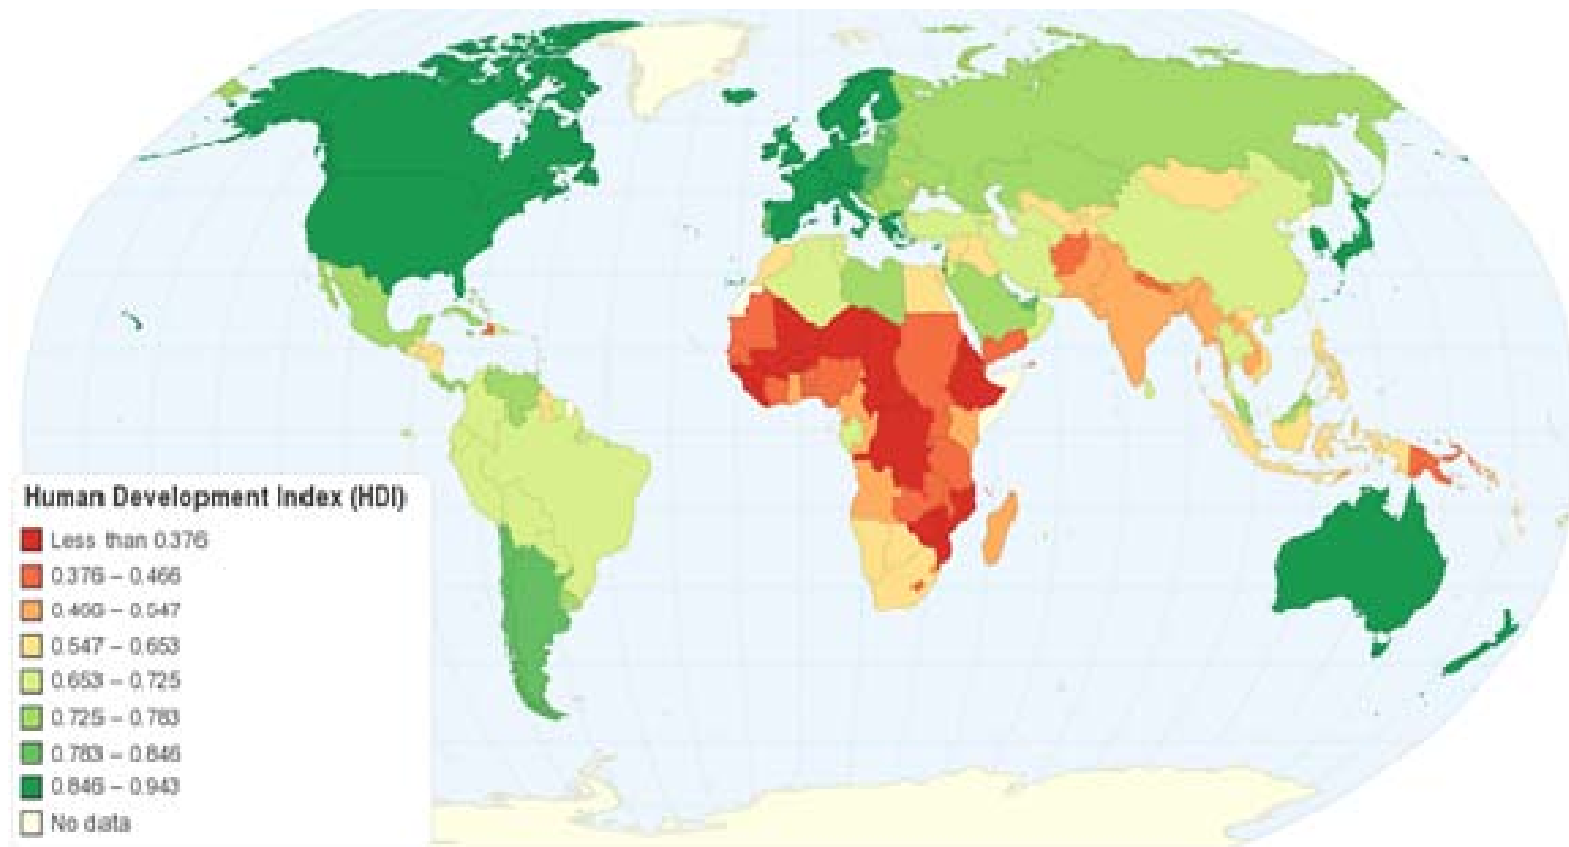 Human Development Index (HDI)
Less than 0.376
0.376 – 0.466
0.466 – 0.547
0.547 – 0.653
0.653 – 0.725
0.725 – 0.783
0.783 – 0.846
0.846 – 0.943
No data